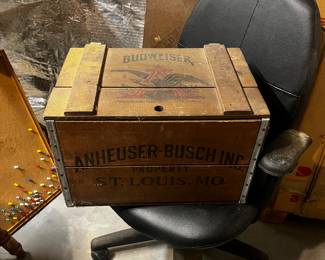 BUDWEISER
ANHEUSER-BUSCH INC.
PROPERTY
ST. LOUIS, MO.